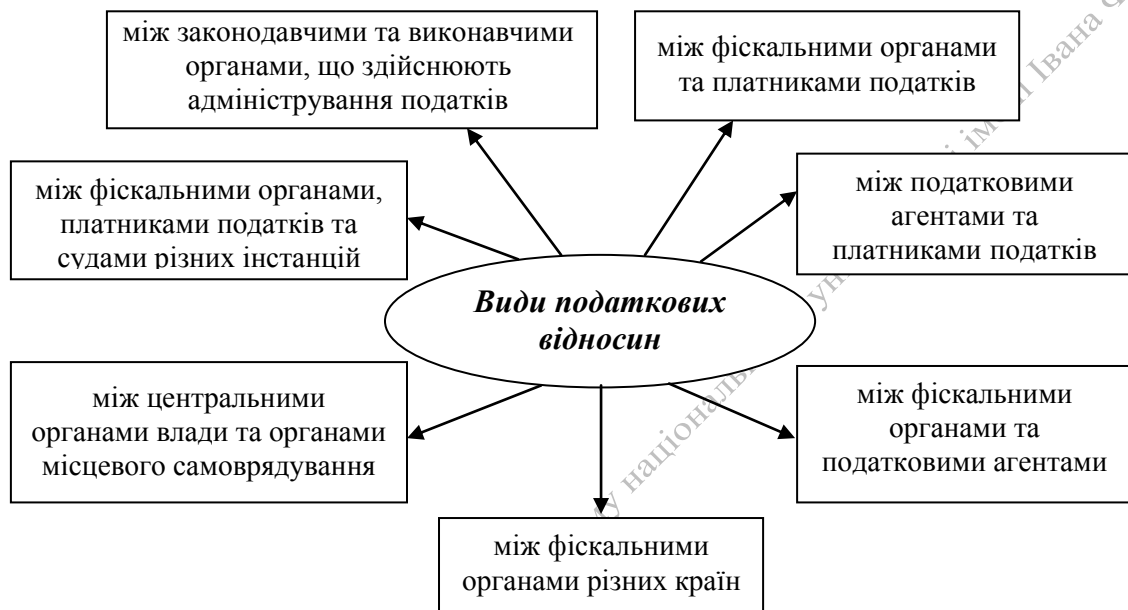 між законодавчими та виконавчими
органами, що здійснюють
адміністрування податків
між фіскальними органами
та платниками податків
між фіскальними органами,
платниками податків та
судами різних інстанцій
між податковими
агентами та
платниками податків
Види податкових
відносин
між центральними
органами влади та органами
місцевого самоврядування
між фіскальними
органами та
податковими агентами
між фіскальними
органами різних країн
імені Івана